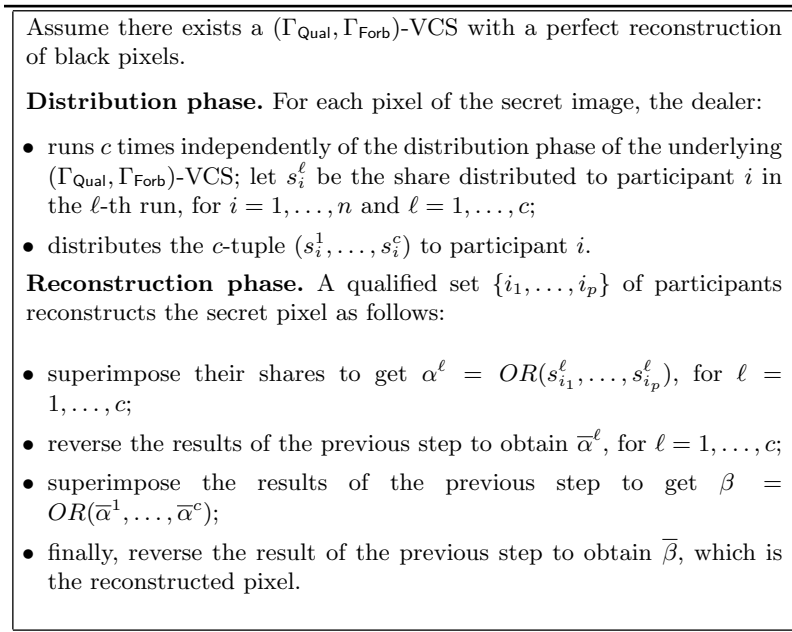 Assume there exists a (Γ_Qual, Γ_Forb)-VCS with a perfect reconstruction
of black pixels.
Distribution phase. For each pixel of the secret image, the dealer:
• runs c times independently of the distribution phase of the underlying
(Γ_Qual, Γ_Forb)-VCS; let s_i^ℓ be the share distributed to participant i in
the ℓ-th run, for i = 1, . . . , n and ℓ = 1, . . . , c;
• distributes the c-tuple (s_i^1, . . . , s_i^c) to participant i.
Reconstruction phase. A qualified set {i_1, . . . , i_p} of participants
reconstructs the secret pixel as follows:
• superimpose their shares to get α^ℓ = OR(s_{i_1}^ℓ, . . . , s_{i_p}^ℓ), for ℓ =
1, . . . , c;
• reverse the results of the previous step to obtain α̅^ℓ, for ℓ = 1, . . . , c;
• superimpose the results of the previous step to get β =
OR(α̅^1, . . . , α̅^c);
• finally, reverse the result of the previous step to obtain β̅, which is
the reconstructed pixel.